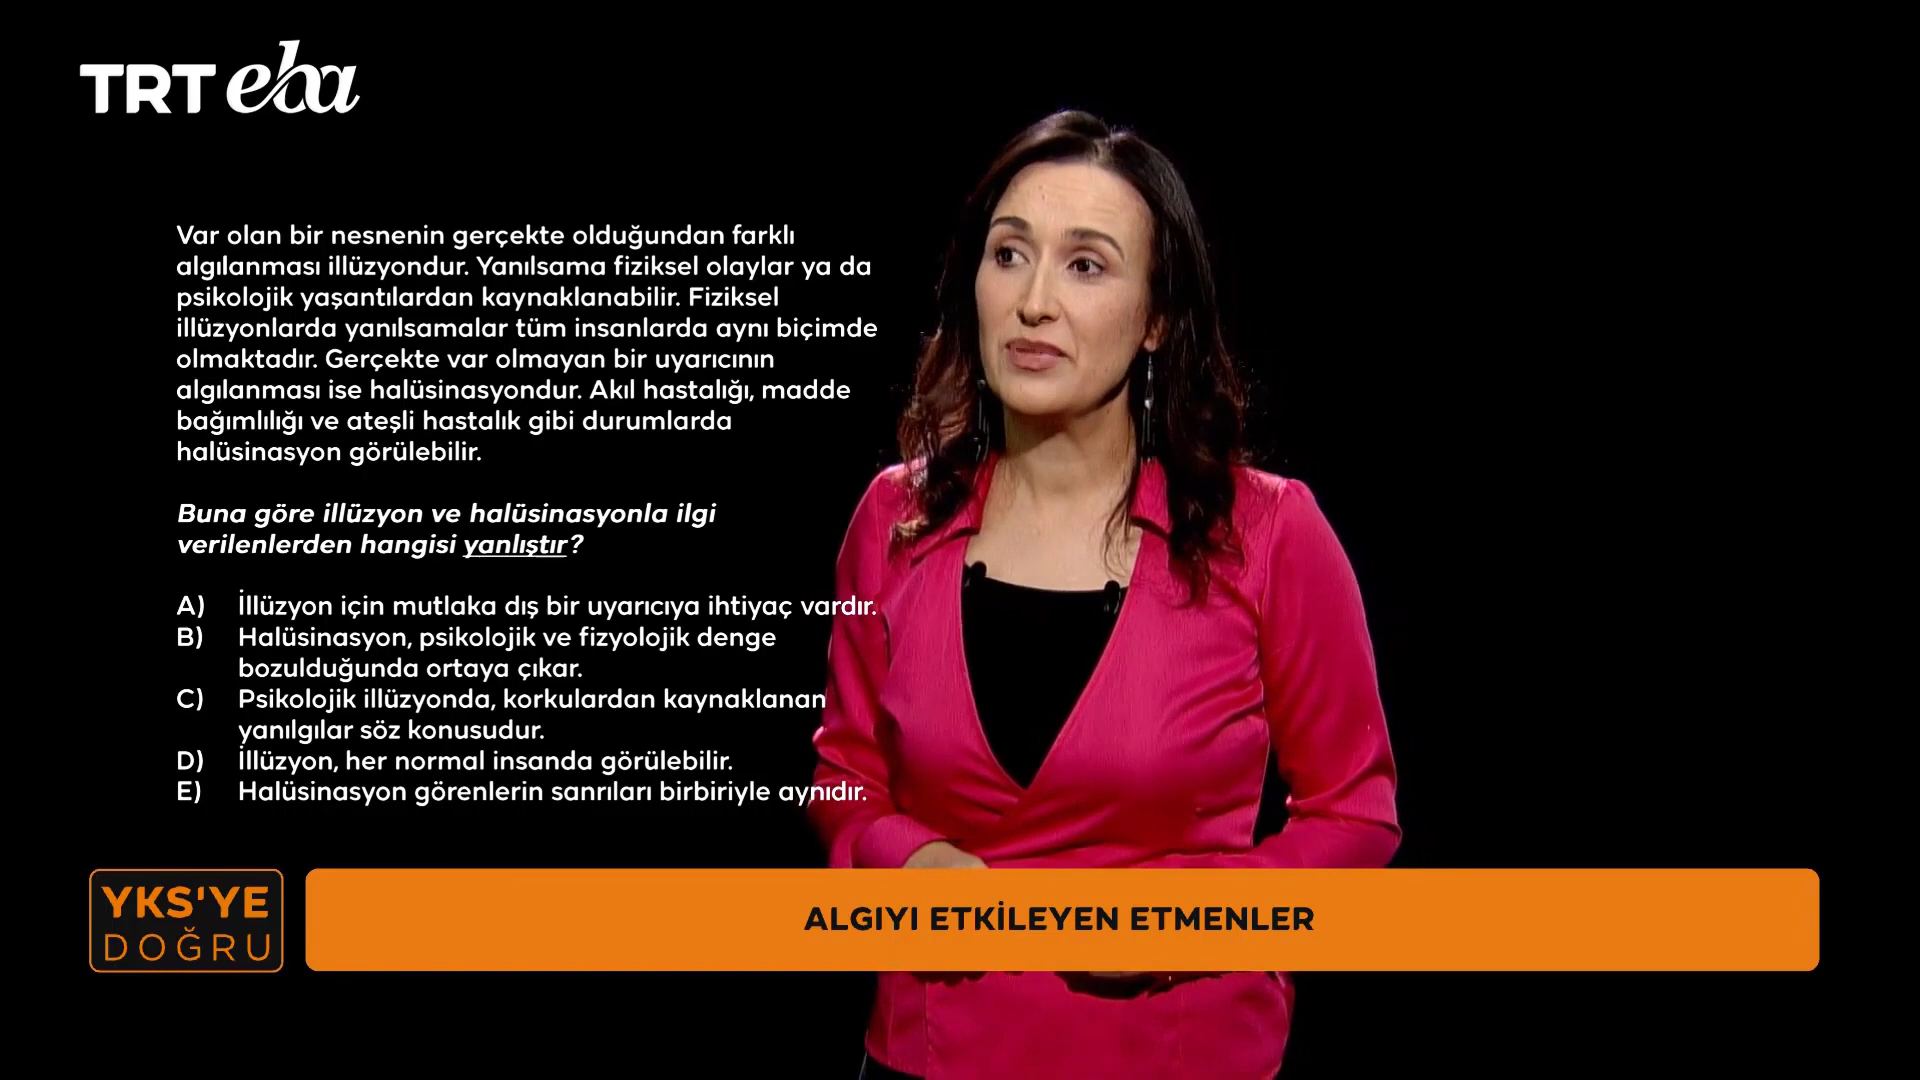 TRT eba
Var olan bir nesnenin gerçekte olduğundan farklı
algılanması illüzyondur. Yanılsama fiziksel olaylar ya da
psikolojik yaşantılardan kaynaklanabilir. Fiziksel
illüzyonlarda yanılsamalar tüm insanlarda aynı biçimde
olmaktadır. Gerçekte var olmayan bir uyarıcının
algılanması ise halüsinasyondur. Akıl hastalığı, madde
bağımlılığı ve ateşli hastalık gibi durumlarda
halüsinasyon görülebilir.
Buna göre illüzyon ve halüsinasyonla ilgi
verilenlerden hangisi yanlıştır?
A) İllüzyon için mutlaka dış bir uyarıcıya ihtiyaç vardır.
B) Halüsinasyon, psikolojik ve fizyolojik denge
bozulduğunda ortaya çıkar.
C) Psikolojik illüzyonda, korkulardan kaynaklanan
yanılgılar söz konusudur.
D) İllüzyon, her normal insanda görülebilir.
E) Halüsinasyon görenlerin sanrıları birbiriyle aynıdır.
YKS'YE
DOĞRU
ALGIYI ETKİLEYEN ETMENLER